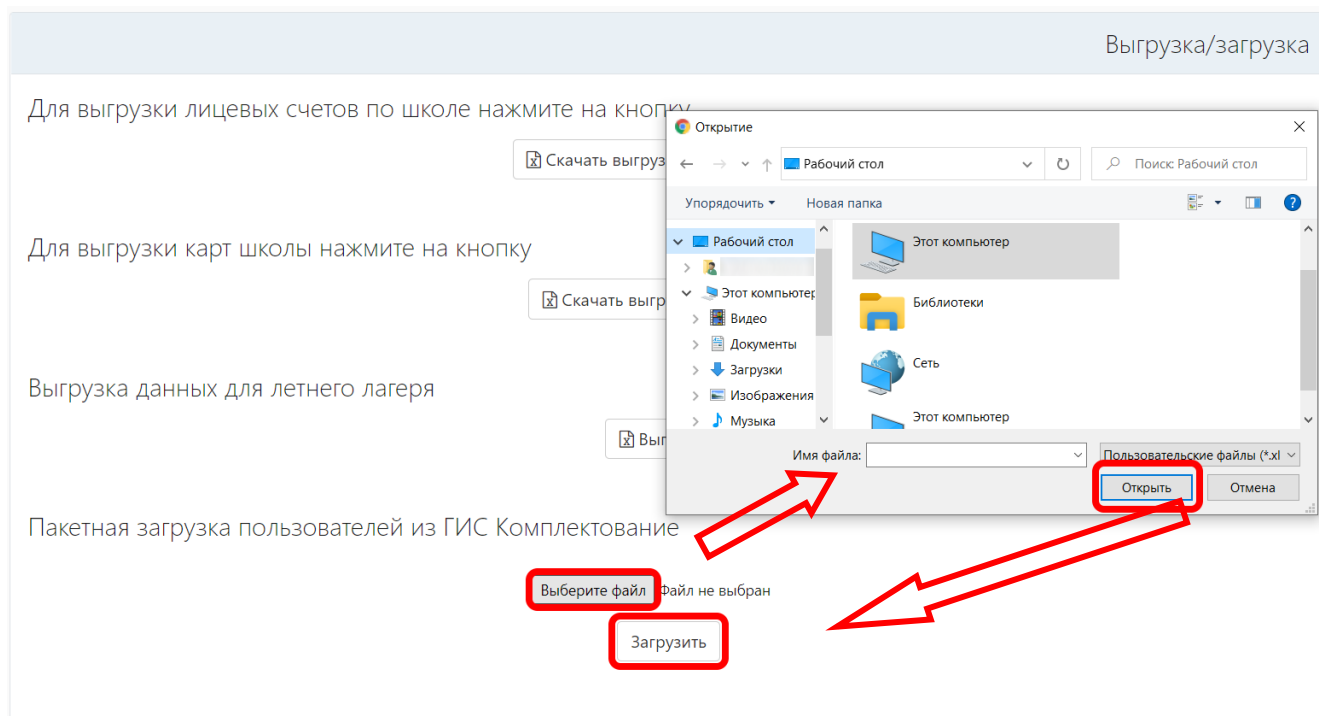 Выгрузка/загрузка
Для выгрузки лицевых счетов по школе нажмите на кнопку
Скачать выгруз
Для выгрузки карт школы нажмите на кнопку
Скачать выгр
Выгрузка данных для летнего лагеря
Выг
Пакетная загрузка пользователей из ГИС Комплектование
Выберите файл Файл не выбран
Загрузить
Открытие
Рабочий стол
Поиск: Рабочий стол
Упорядочить
Новая папка
Рабочий стол
Этот компьютер
Видео
Документы
Загрузки
Изображения
Музыка
Этот компьютер
Библиотеки
Сеть
Этот компьютер
Имя файла:
Пользовательские файлы (*.xl
Открыть
Отмена